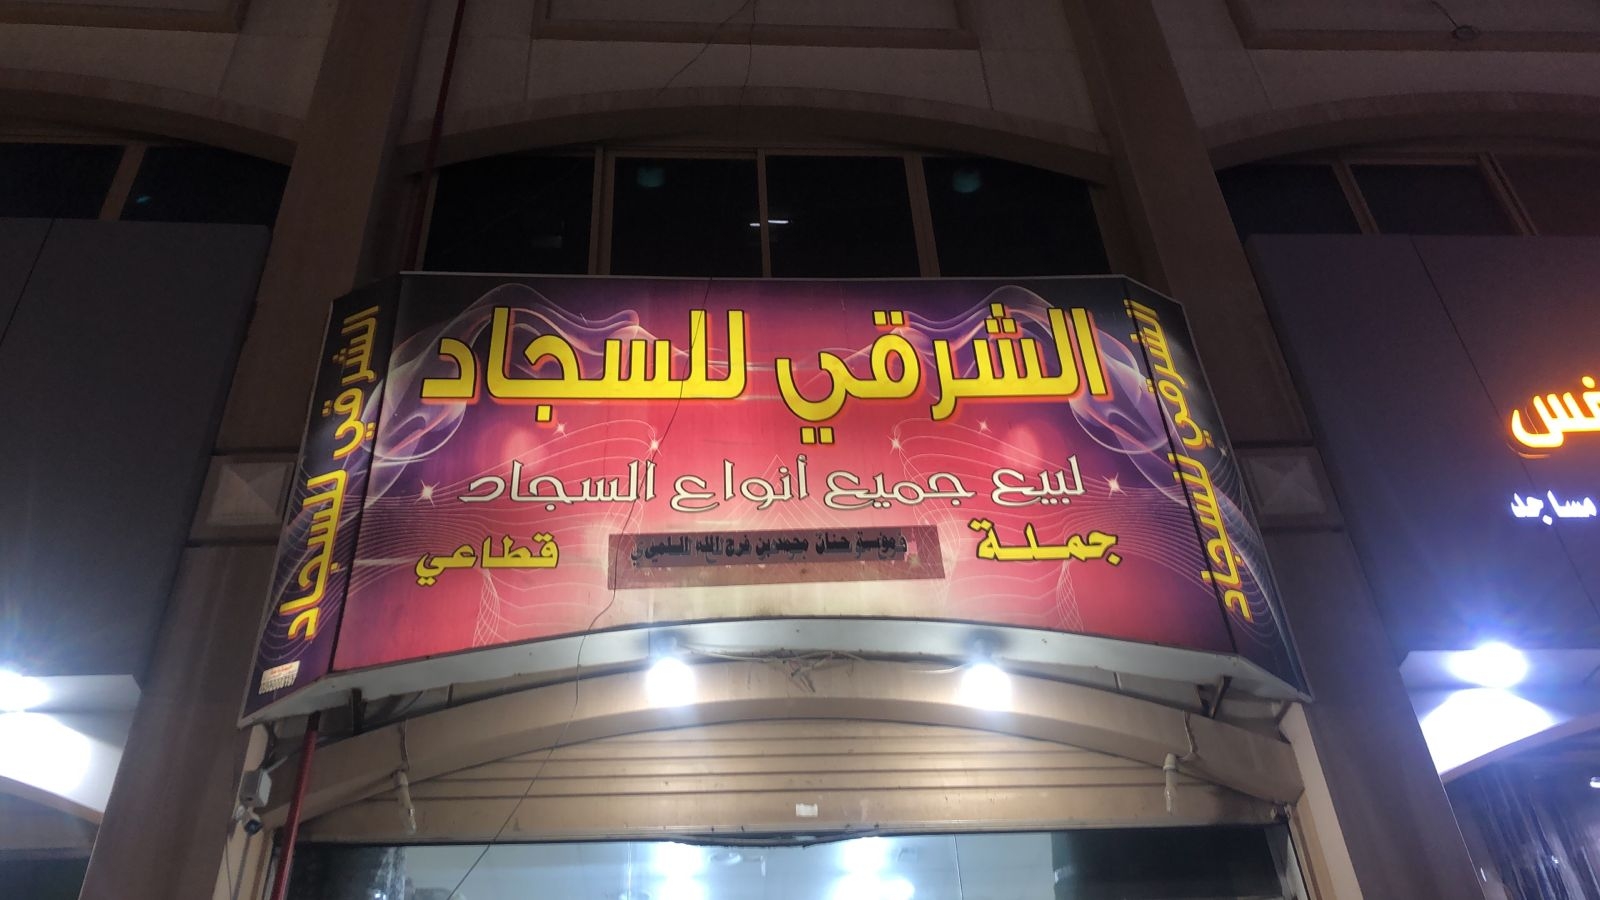 الشرقي للسجاد
لبيع جميع أنواع السجاد
جملة
قطاعي
الشرقي للسجاد
الشرقي للسجاد
مساجد